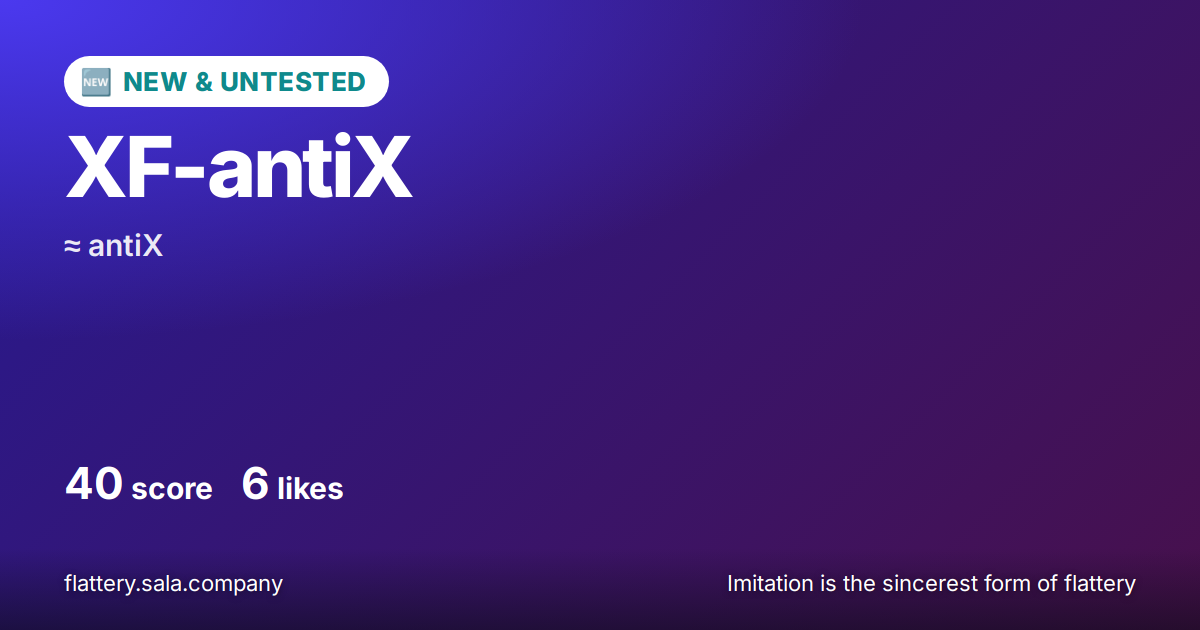 🆕 NEW & UNTESTED
XF-antiX
≈ antiX
40 score 6 likes
flattery.sala.company
Imitation is the sincerest form of flattery